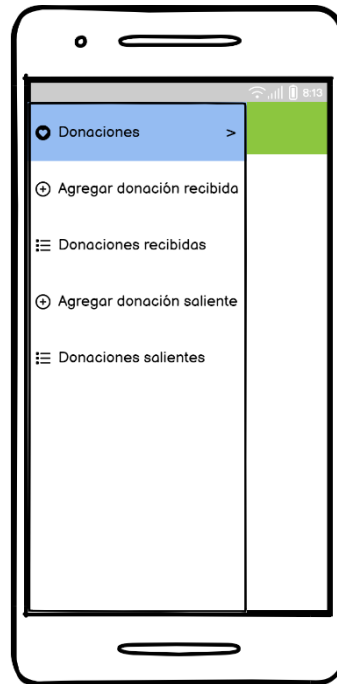 8:13
Donaciones >
Agregar donación recibida
Donaciones recibidas
Agregar donación saliente
Donaciones salientes